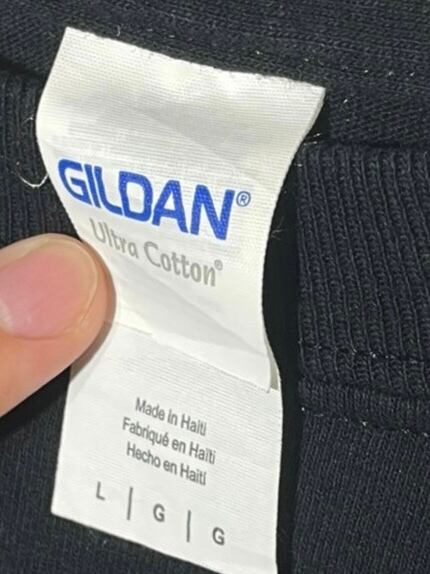 GILDAN®
Ultra Cotton®
Made in Haiti
Fabriqué en Haïti
Hecho en Haití
L | G | G